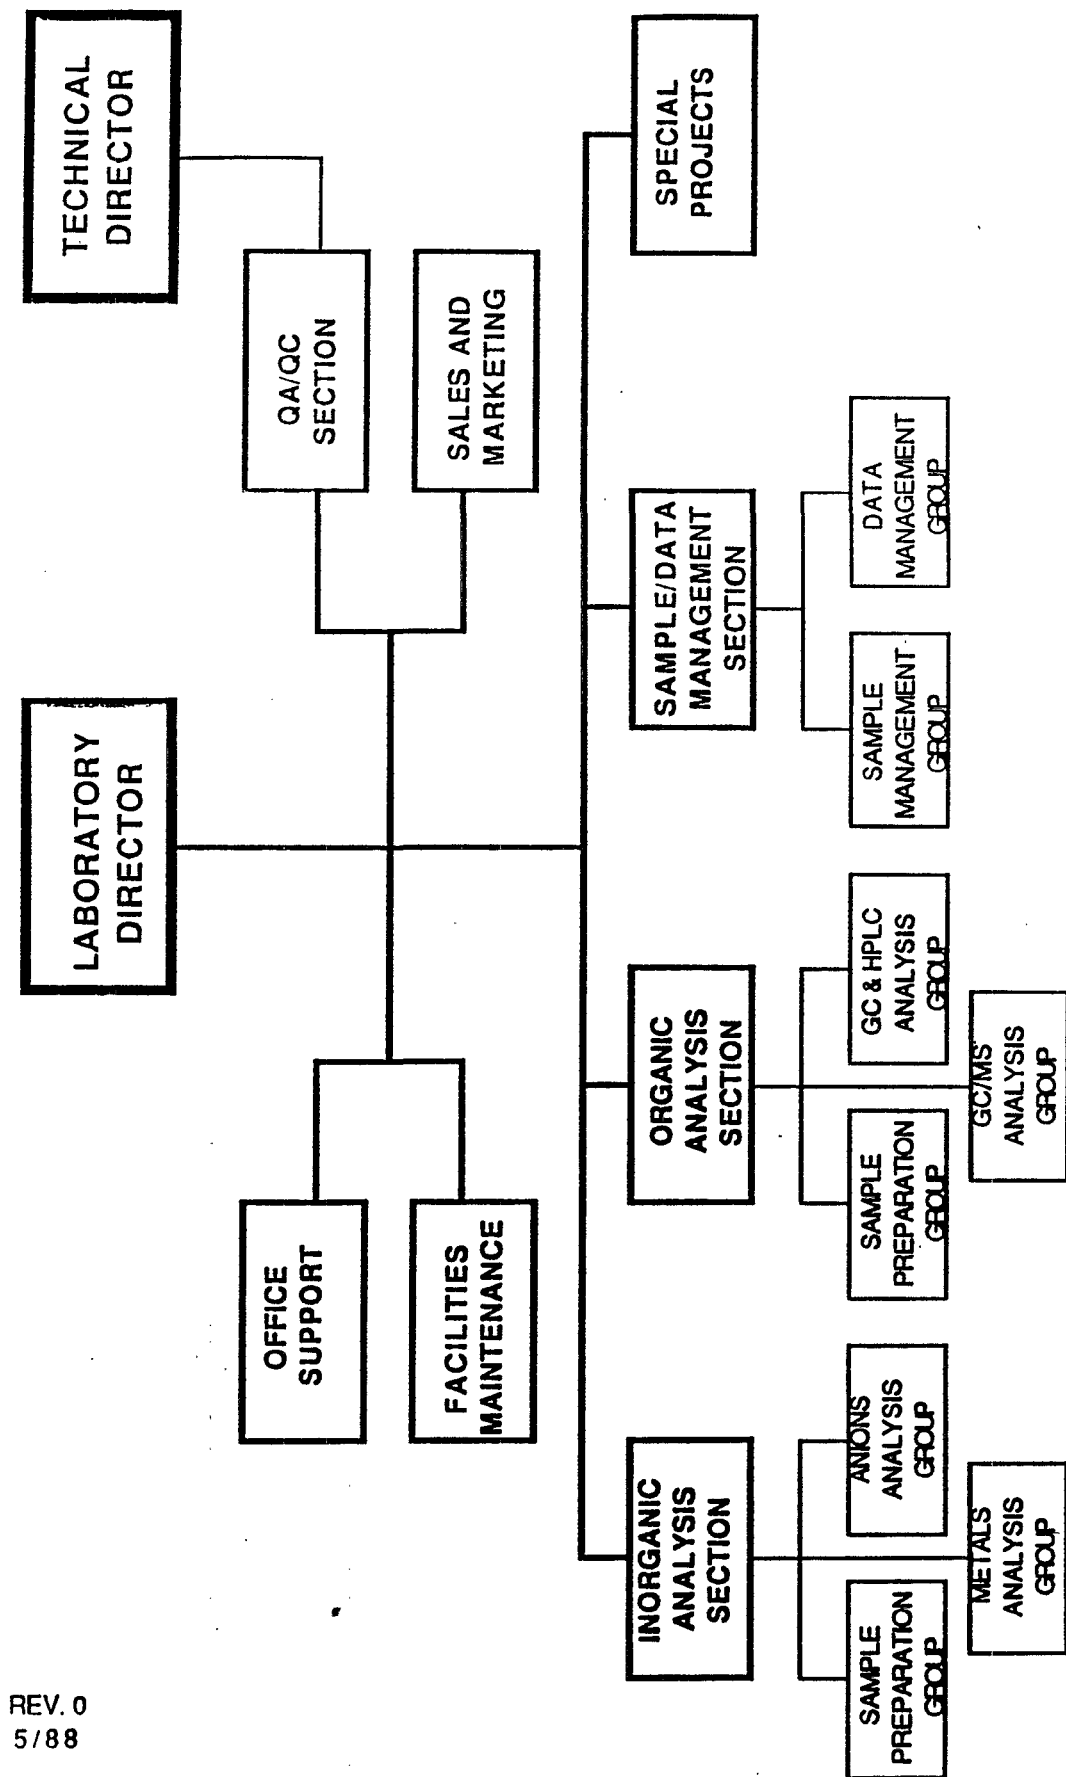 LABORATORY
DIRECTOR
TECHNICAL
DIRECTOR
OFFICE
SUPPORT
QA/QC
SECTION
FACILITIES
MAINTENANCE
SALES AND
MARKETING
INORGANIC
ANALYSIS
SECTION
ORGANIC
ANALYSIS
SECTION
SAMPLE/DATA
MANAGEMENT
SECTION
SPECIAL
PROJECTS
SAMPLE
PREPARATION
GROUP
ANIONS
ANALYSIS
GROUP
METALS
ANALYSIS
GROUP
SAMPLE
PREPARATION
GROUP
GC & HPLC
ANALYSIS
GROUP
GC/MS
ANALYSIS
GROUP
SAMPLE
MANAGEMENT
GROUP
DATA
MANAGEMENT
GROUP
REV. 0
5/88